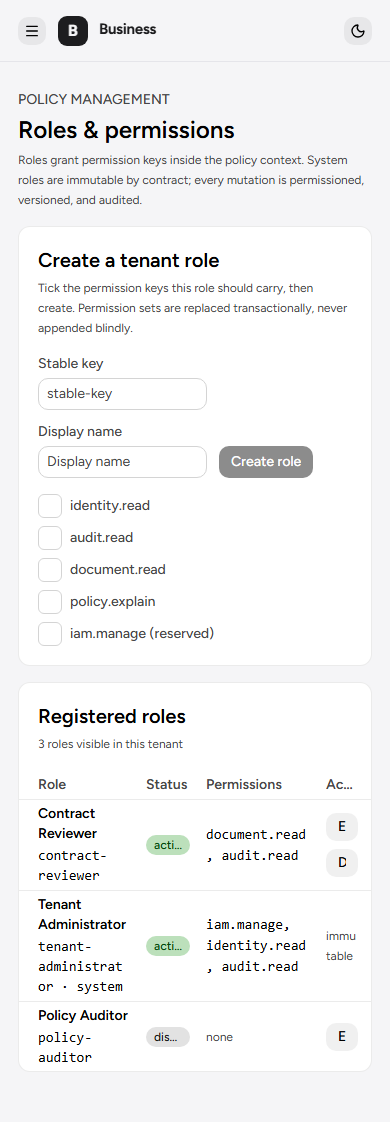 B Business
POLICY MANAGEMENT
Roles & permissions
Roles grant permission keys inside the policy context. System
roles are immutable by contract; every mutation is permissioned,
versioned, and audited.
Create a tenant role
Tick the permission keys this role should carry, then
create. Permission sets are replaced transactionally, never
appended blindly.
Stable key
stable-key
Display name
Display name Create role
identity.read
audit.read
document.read
policy.explain
iam.manage (reserved)
Registered roles
3 roles visible in this tenant
Role Status Permissions Ac...
Contract
Reviewer
contract-
reviewer
acti...
document.read
, audit.read
E
D
Tenant
Administrator
tenant-
administrat
or · system
acti...
iam.manage,
identity.read
, audit.read
immu
table
Policy Auditor
policy-
auditor
dis...
none
E